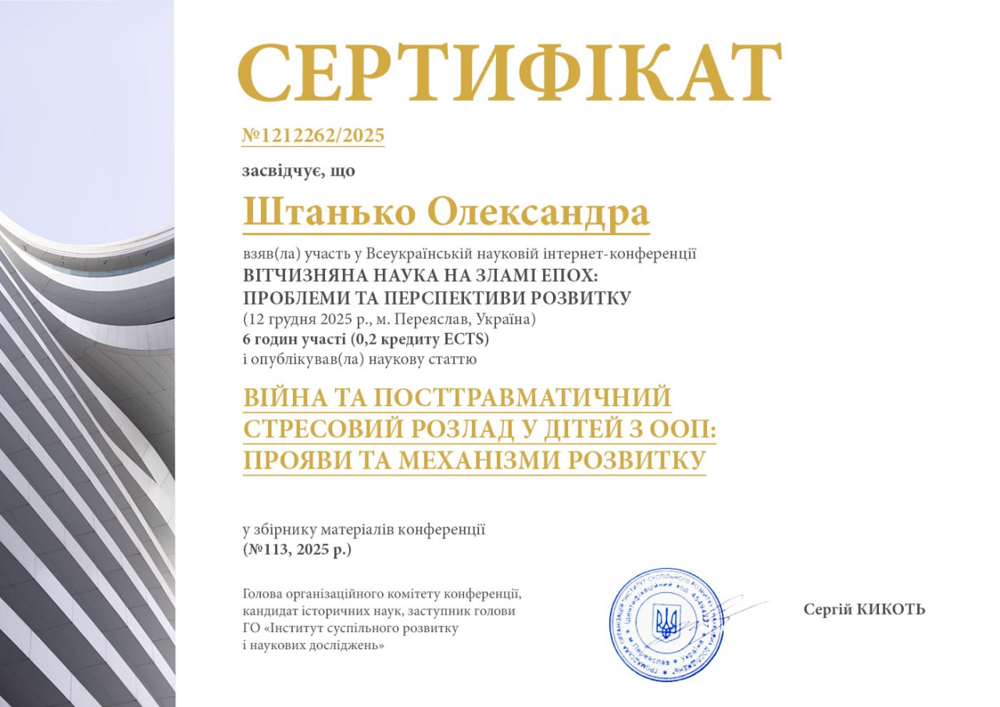 СЕРТИФІКАТ
№1212262/2025
засвідчує, що
Штанько Олександра
взяв(ла) участь у Всеукраїнській науковій інтернет-конференції
ВІТЧИЗНЯНА НАУКА НА ЗЛАМІ ЕПОХ:
ПРОБЛЕМИ ТА ПЕРСПЕКТИВИ РОЗВИТКУ
(12 грудня 2025 р., м. Переяслав, Україна)
6 годин участі (0,2 кредиту ECTS)
і опублікував(ла) наукову статтю
ВІЙНА ТА ПОСТТРАВМАТИЧНИЙ
СТРЕСОВИЙ РОЗЛАД У ДІТЕЙ З ООП:
ПРОЯВИ ТА МЕХАНІЗМИ РОЗВИТКУ
у збірнику матеріалів конференції
(№113, 2025 р.)
Голова організаційного комітету конференції,
кандидат історичних наук, заступник голови
ГО «Інститут суспільного розвитку
і наукових досліджень»
ГРОМАДСЬКА ОРГАНІЗАЦІЯ "ІНСТИТУТ СУСПІЛЬНОГО РОЗВИТКУ І НАУКОВИХ ДОСЛІДЖЕНЬ"
Ідентифікаційний код
м.Переяслав * Україна
Сергій КИКОТЬ